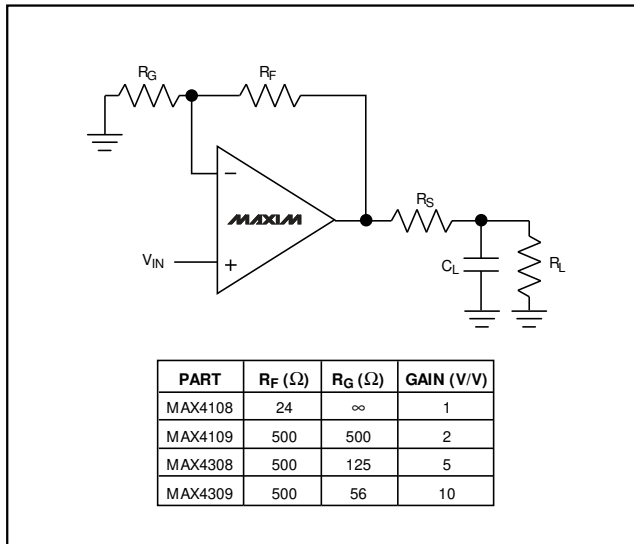 RG
RF
−
MAXIM
RS
VIN
+
CL
RL
PART RF (Ω) RG (Ω) GAIN (V/V)
MAX4108 24 ∞ 1
MAX4109 500 500 2
MAX4308 500 125 5
MAX4309 500 56 10